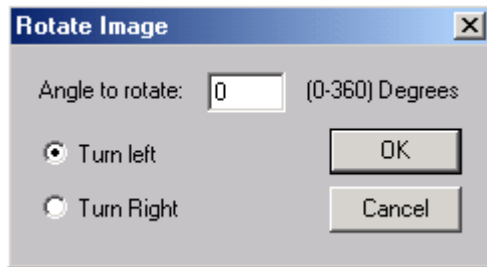 Rotate Image
Angle to rotate: 0 (0-360) Degrees
Turn left OK
Turn Right Cancel